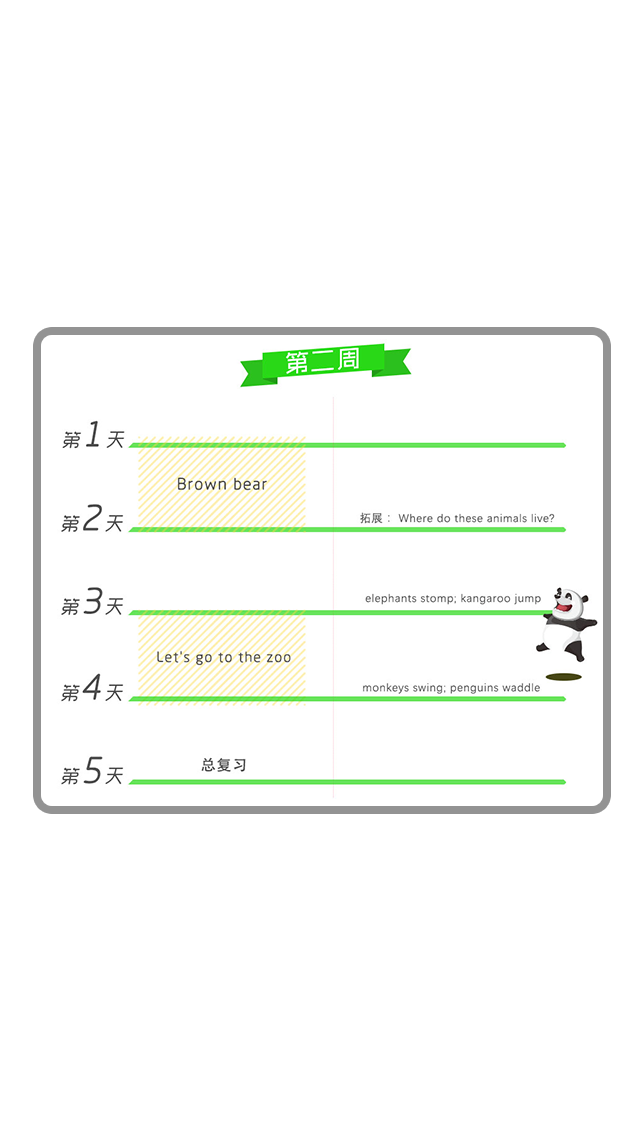 第二周
第1天
Brown bear
第2天
拓展： Where do these animals live?
第3天
elephants stomp; kangaroo jump
Let's go to the zoo
第4天
monkeys swing; penguins waddle
第5天
总复习